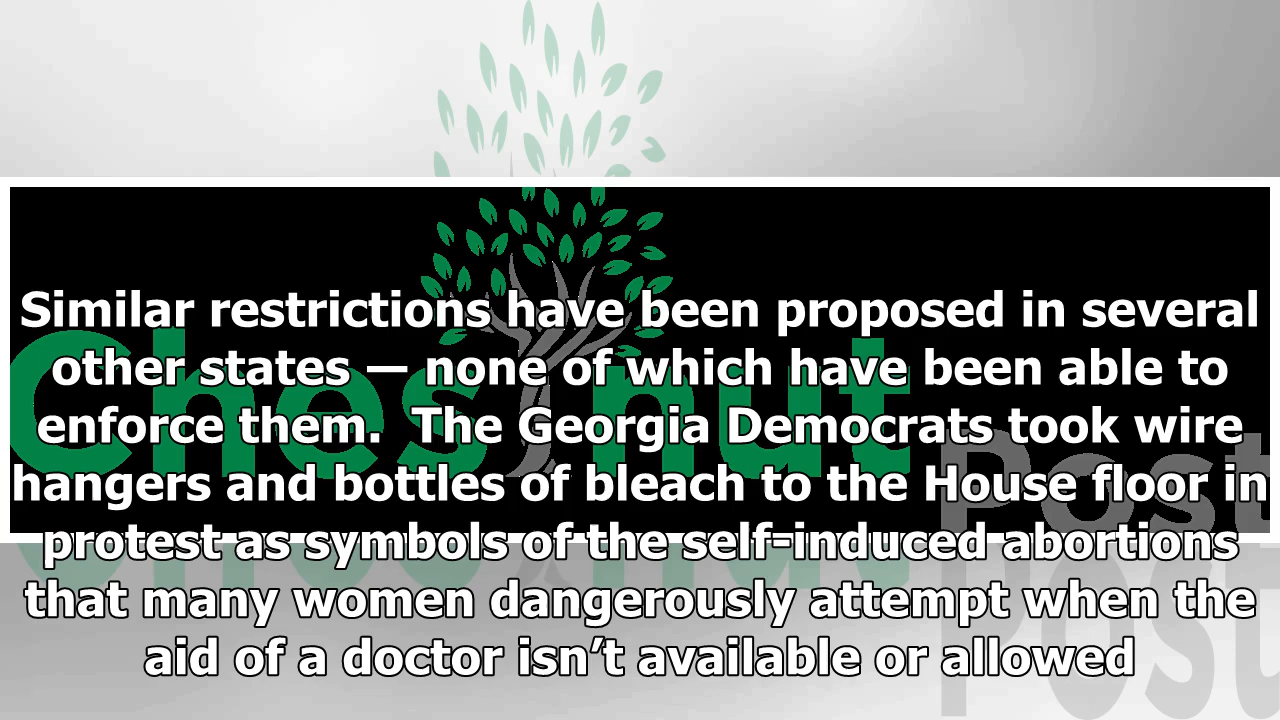 Similar restrictions have been proposed in several
other states — none of which have been able to
enforce them.  The Georgia Democrats took wire
hangers and bottles of bleach to the House floor in
protest as symbols of the self-induced abortions
that many women dangerously attempt when the
aid of a doctor isn’t available or allowed
Chestnut
Post